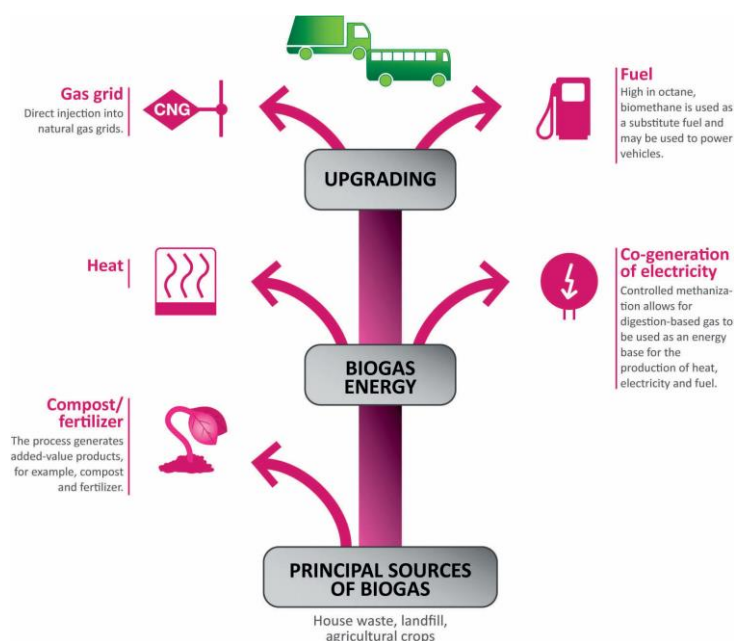 Gas grid
Direct injection into
natural gas grids.
CNG
Fuel
High in octane,
biomethane is used as
a substitute fuel and
may be used to power
vehicles.
UPGRADING
Heat
Co-generation
of electricity
Controlled methaniza-
tion allows for
digestion-based gas to
be used as an energy
base for the
production of heat,
electricity and fuel.
BIOGAS
ENERGY
Compost/
fertilizer
The process generates
added-value products,
for example, compost
and fertilizer.
PRINCIPAL SOURCES
OF BIOGAS
House waste, landfill,
agricultural crops